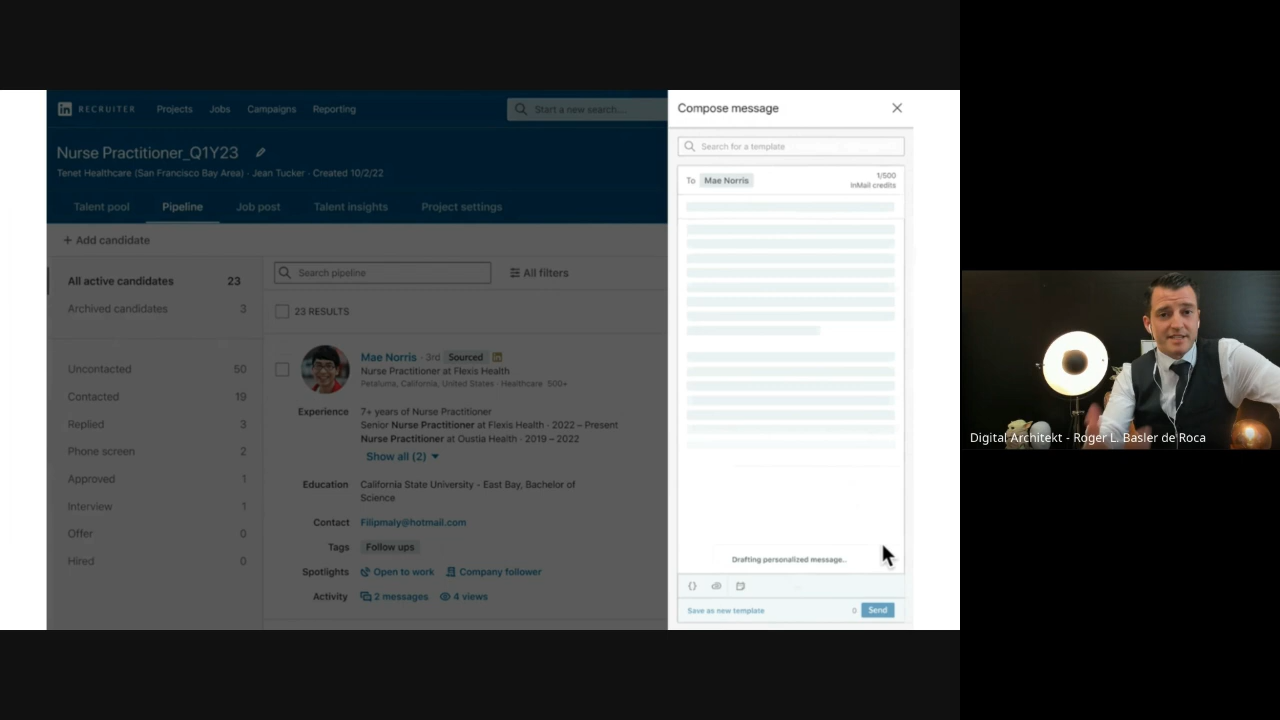 in RECRUITER Projects Jobs Campaigns Reporting Start a new search...
Nurse Practitioner_Q1Y23
Tenet Healthcare (San Francisco Bay Area) · Jean Tucker · Created 10/2/22
Talent pool Pipeline Job post Talent insights Project settings
+ Add candidate
All active candidates 23
Archived candidates 3
Uncontacted 50
Contacted 19
Replied 3
Phone screen 2
Approved 1
Interview 1
Offer 0
Hired 0
Search pipeline All filters
23 RESULTS
Mae Norris · 3rd Sourced in
Nurse Practitioner at Flexis Health
Petaluma, California, United States · Healthcare 500+
Experience 7+ years of Nurse Practitioner
Senior Nurse Practitioner at Flexis Health · 2022 – Present
Nurse Practitioner at Oustia Health · 2019 – 2022
Show all (2)
Education California State University - East Bay, Bachelor of
Science
Contact Filipmaly@hotmail.com
Tags Follow ups
Spotlights Open to work Company follower
Activity 2 messages 4 views
Compose message
Search for a template
To Mae Norris 1/500
InMail credits
Drafting personalized message..
{}
Save as new template 0 Send
Digital Architekt - Roger L. Basler de Roca